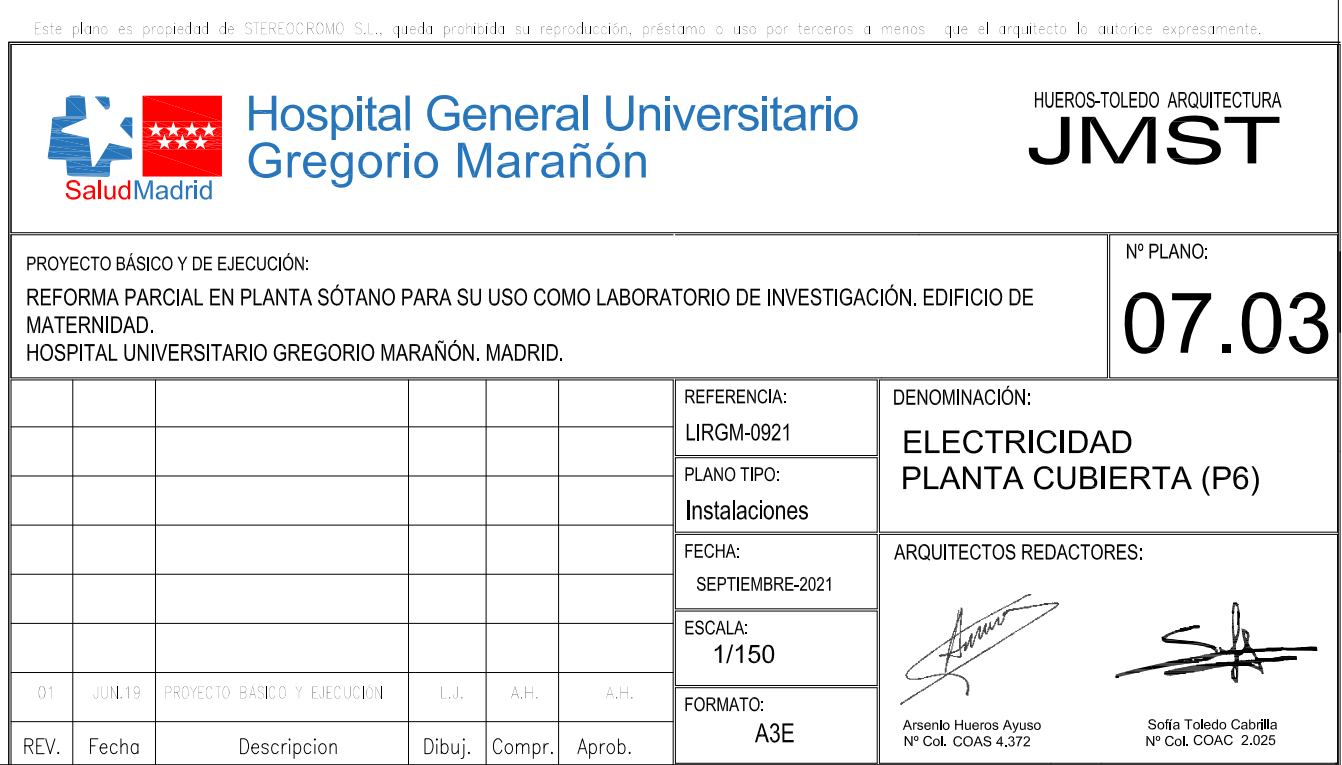 Este plano es propiedad de STEREOCROMO S.L., queda prohibida su reproducción, préstamo o uso por terceros a menos que el arquitecto lo autorice expresamente.
Hospital General Universitario
Gregorio Marañón
SaludMadrid
HUEROS-TOLEDO ARQUITECTURA
JMST
PROYECTO BÁSICO Y DE EJECUCIÓN:
REFORMA PARCIAL EN PLANTA SÓTANO PARA SU USO COMO LABORATORIO DE INVESTIGACIÓN. EDIFICIO DE
MATERNIDAD.
HOSPITAL UNIVERSITARIO GREGORIO MARAÑÓN. MADRID.
Nº PLANO:
07.03
REFERENCIA:
LIRGM-0921
DENOMINACIÓN:
ELECTRICIDAD
PLANTA CUBIERTA (P6)
PLANO TIPO:
Instalaciones
FECHA:
SEPTIEMBRE-2021
ESCALA:
1/150
FORMATO:
A3E
ARQUITECTOS REDACTORES:
Arsenio Hueros Ayuso
Nº Col. COAS 4.372
Sofía Toledo Cabrilla
Nº Col. COAC 2.025
01 JUN.19 PROYECTO BÁSICO Y EJECUCIÓN L.J. A.H. A.H.
REV. Fecha Descripcion Dibuj. Compr. Aprob.